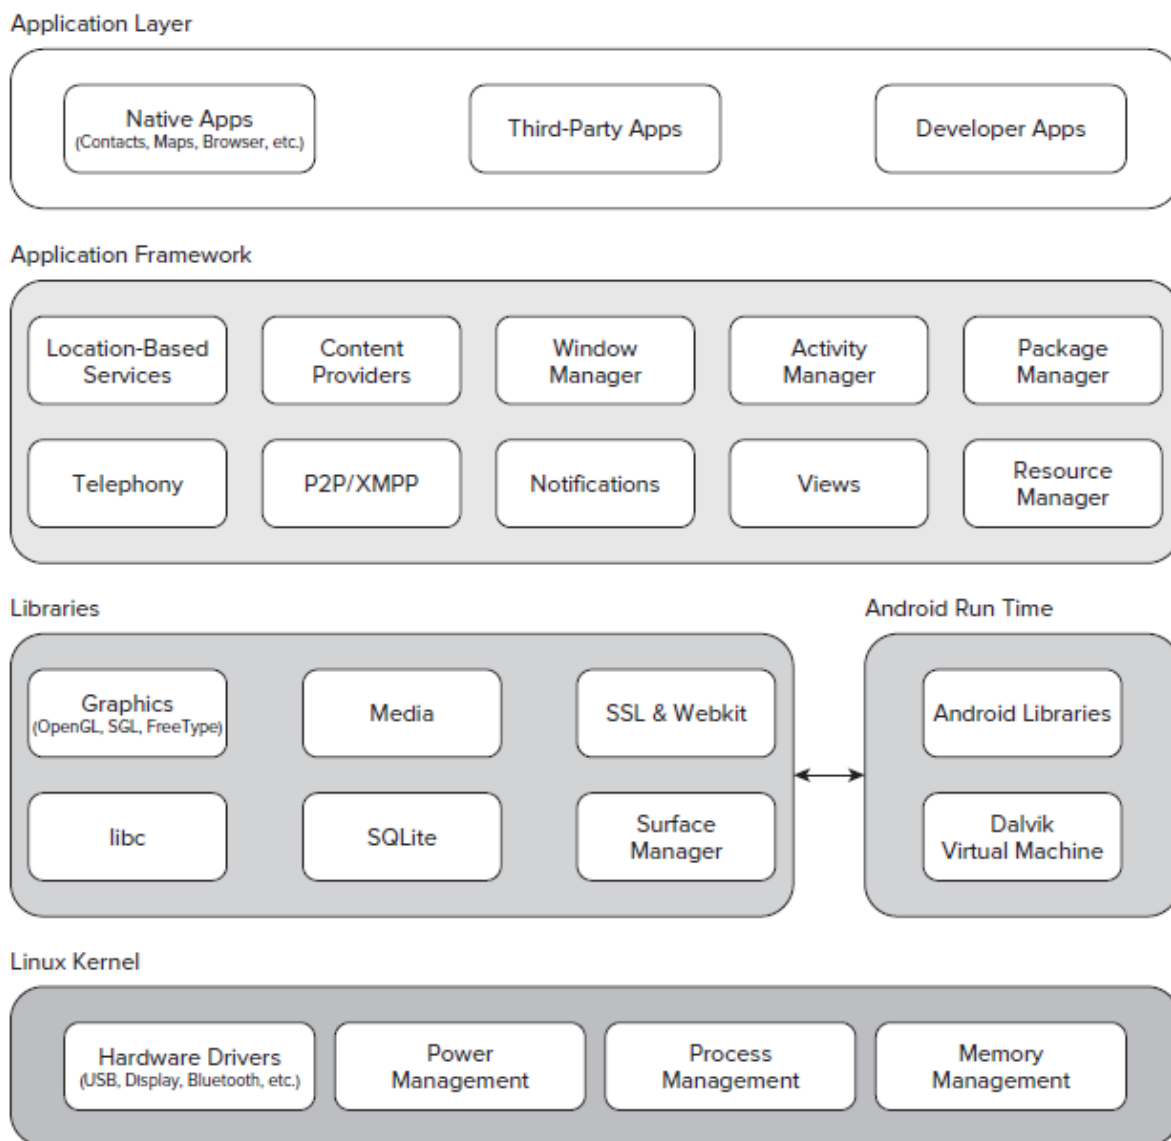 Application Layer
Native Apps
(Contacts, Maps, Browser, etc.)
Third-Party Apps
Developer Apps
Application Framework
Location-Based
Services
Content
Providers
Window
Manager
Activity
Manager
Package
Manager
Telephony
P2P/XMPP
Notifications
Views
Resource
Manager
Libraries
Graphics
(OpenGL, SGL, FreeType)
Media
SSL & Webkit
libc
SQLite
Surface
Manager
Android Run Time
Android Libraries
Dalvik
Virtual Machine
Linux Kernel
Hardware Drivers
(USB, Display, Bluetooth, etc.)
Power
Management
Process
Management
Memory
Management